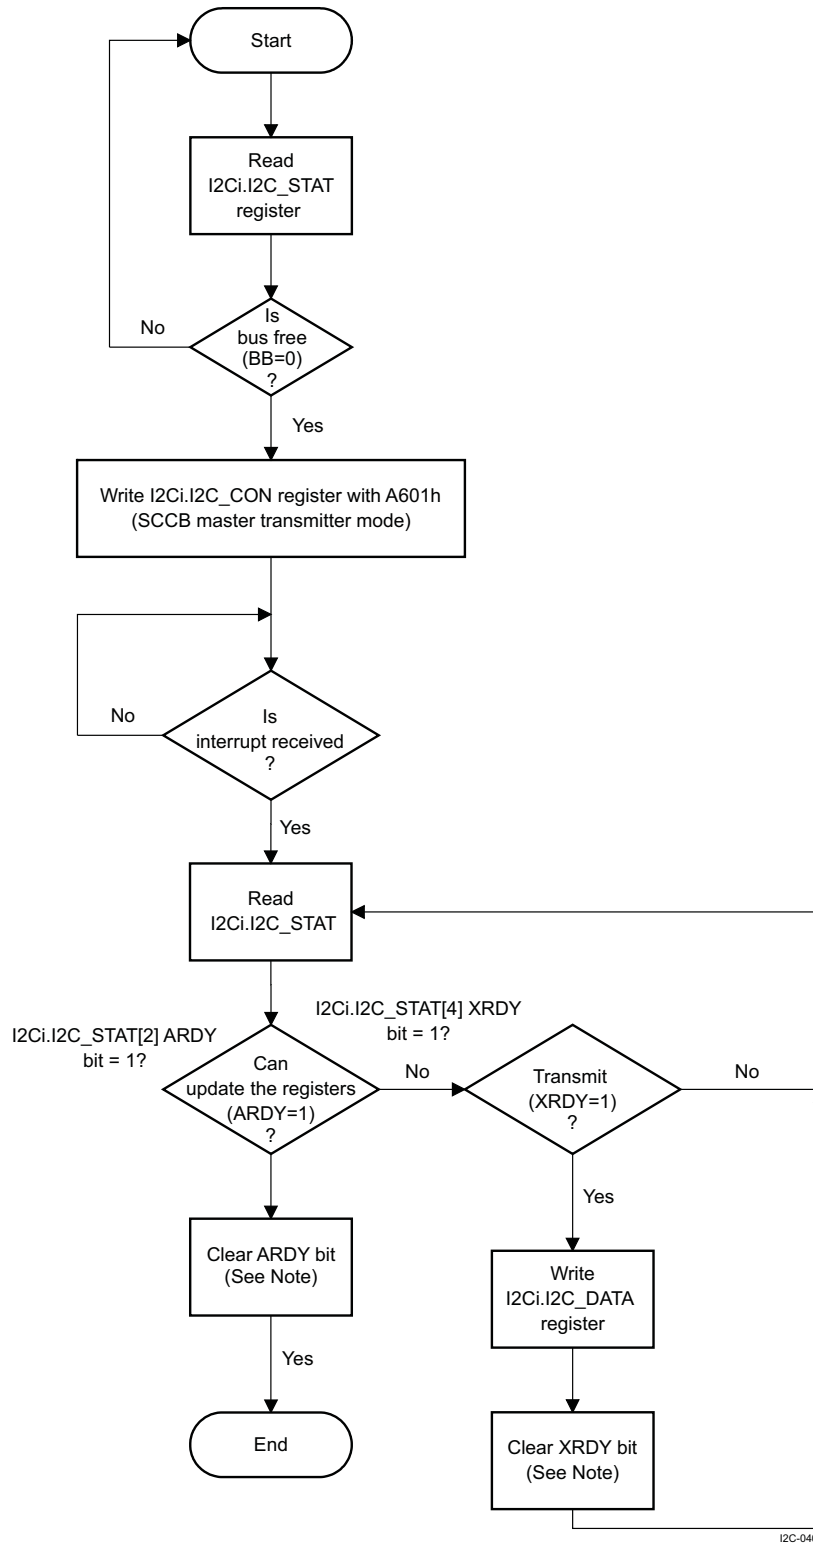 Start
Read
I2Ci.I2C_STAT
register
Is
bus free
(BB=0)
?
No
Yes
Write I2Ci.I2C_CON register with A601h
(SCCB master transmitter mode)
Is
interrupt received
?
No
Yes
Read
I2Ci.I2C_STAT
I2Ci.I2C_STAT[2] ARDY
bit = 1?
Can
update the registers
(ARDY=1)
?
No
I2Ci.I2C_STAT[4] XRDY
bit = 1?
Transmit
(XRDY=1)
?
No
Yes
Clear ARDY bit
(See Note)
Yes
End
Write
I2Ci.I2C_DATA
register
Clear XRDY bit
(See Note)